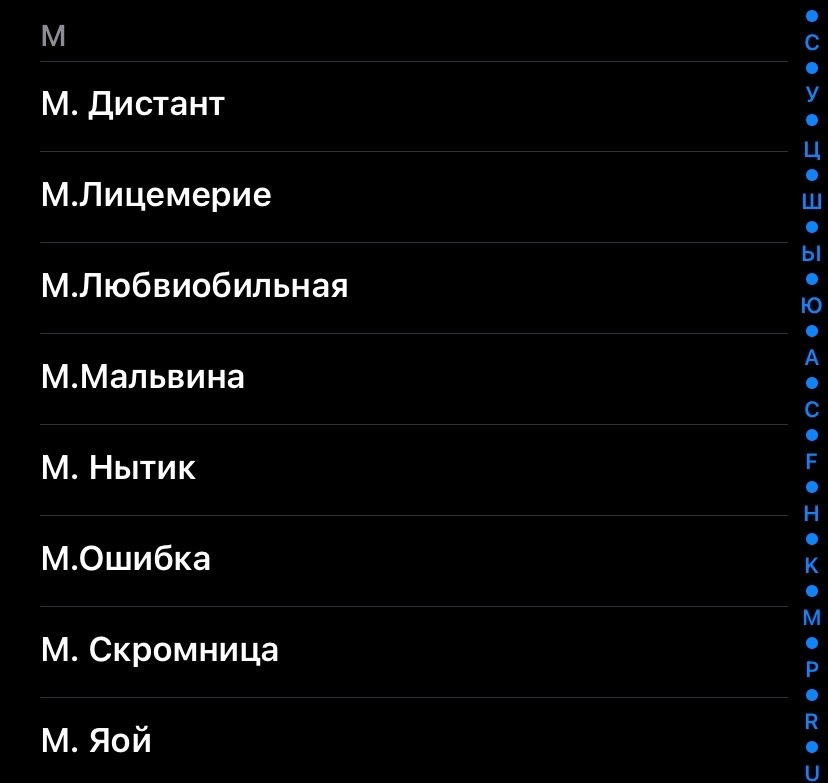 М
М. Дистант
М.Лицемерие
М.Любвиобильная
М.Мальвина
М. Нытик
М.Ошибка
М. Скромница
М. Яой
С
У
Ц
Ш
Ы
Ю
A
C
F
H
K
M
P
R
U